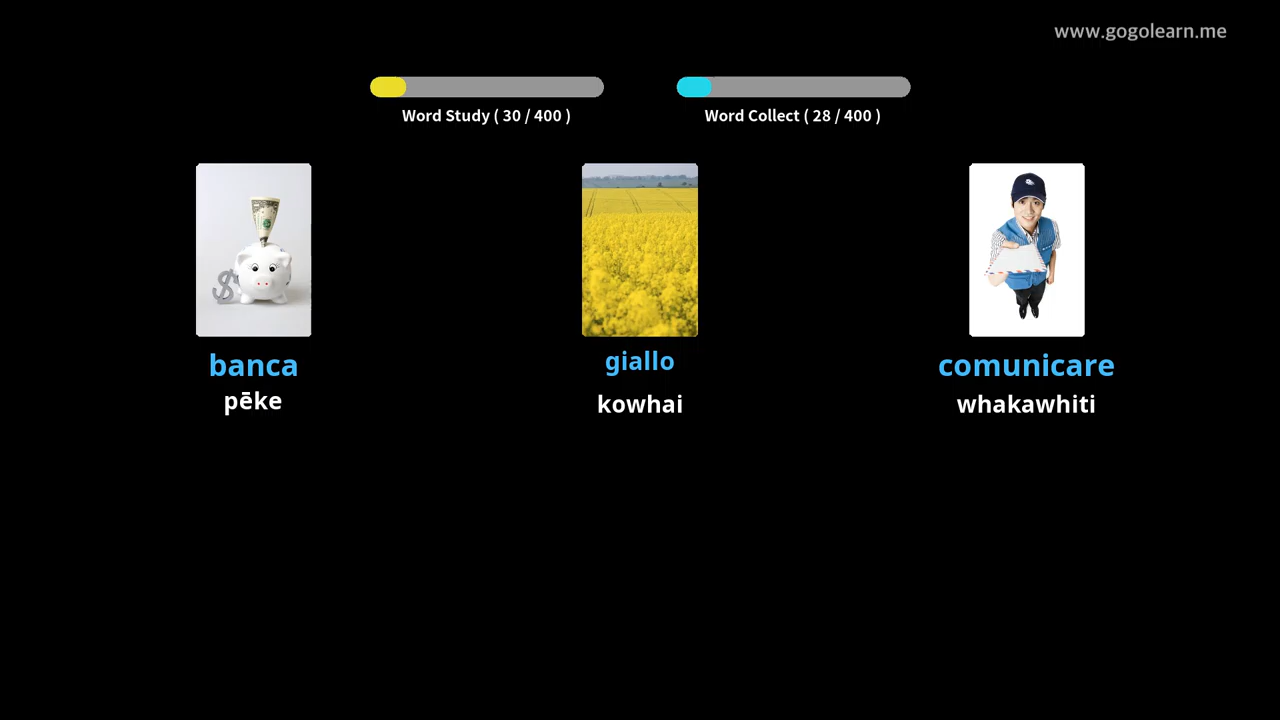 www.gogolearn.me
Word Study ( 30 / 400 )
Word Collect ( 28 / 400 )
banca
pēke
giallo
kowhai
comunicare
whakawhiti